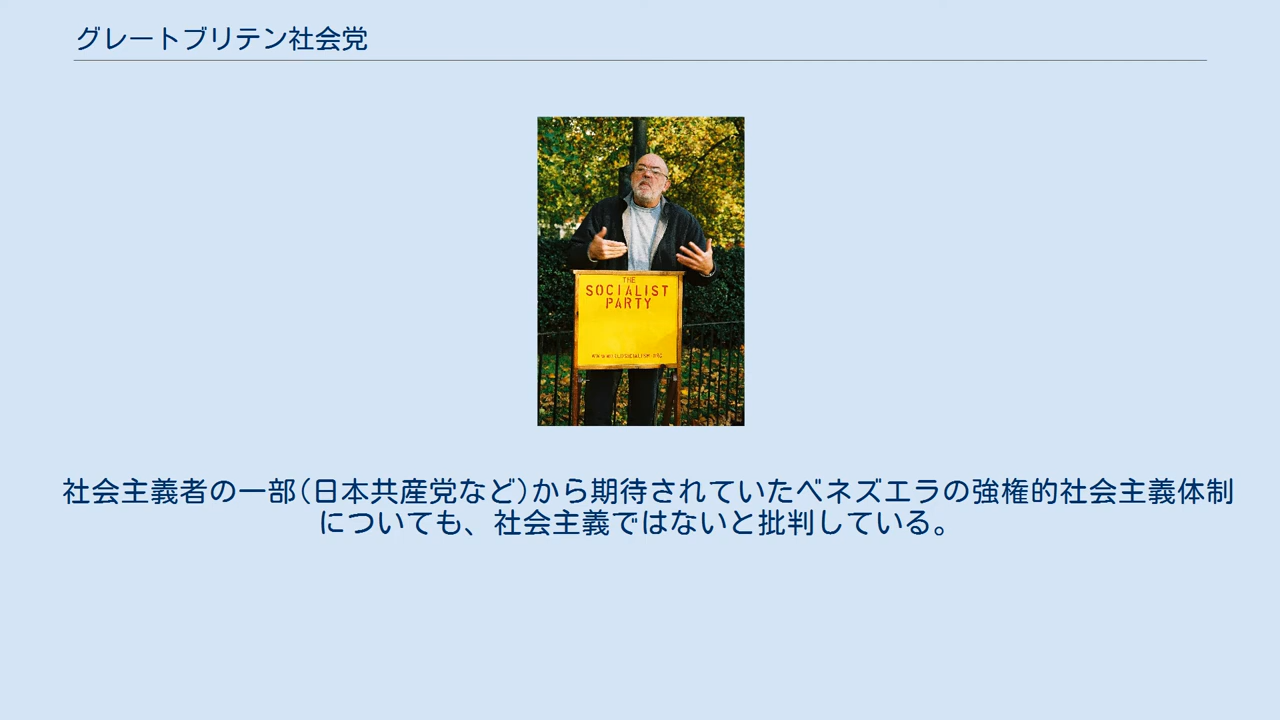 グレートブリテン社会党
THE
SOCIALIST
PARTY
WWW.WORLDSOCIALISM.ORG
社会主義者の一部(日本共産党など)から期待されていたベネズエラの強権的社会主義体制
についても、社会主義ではないと批判している。